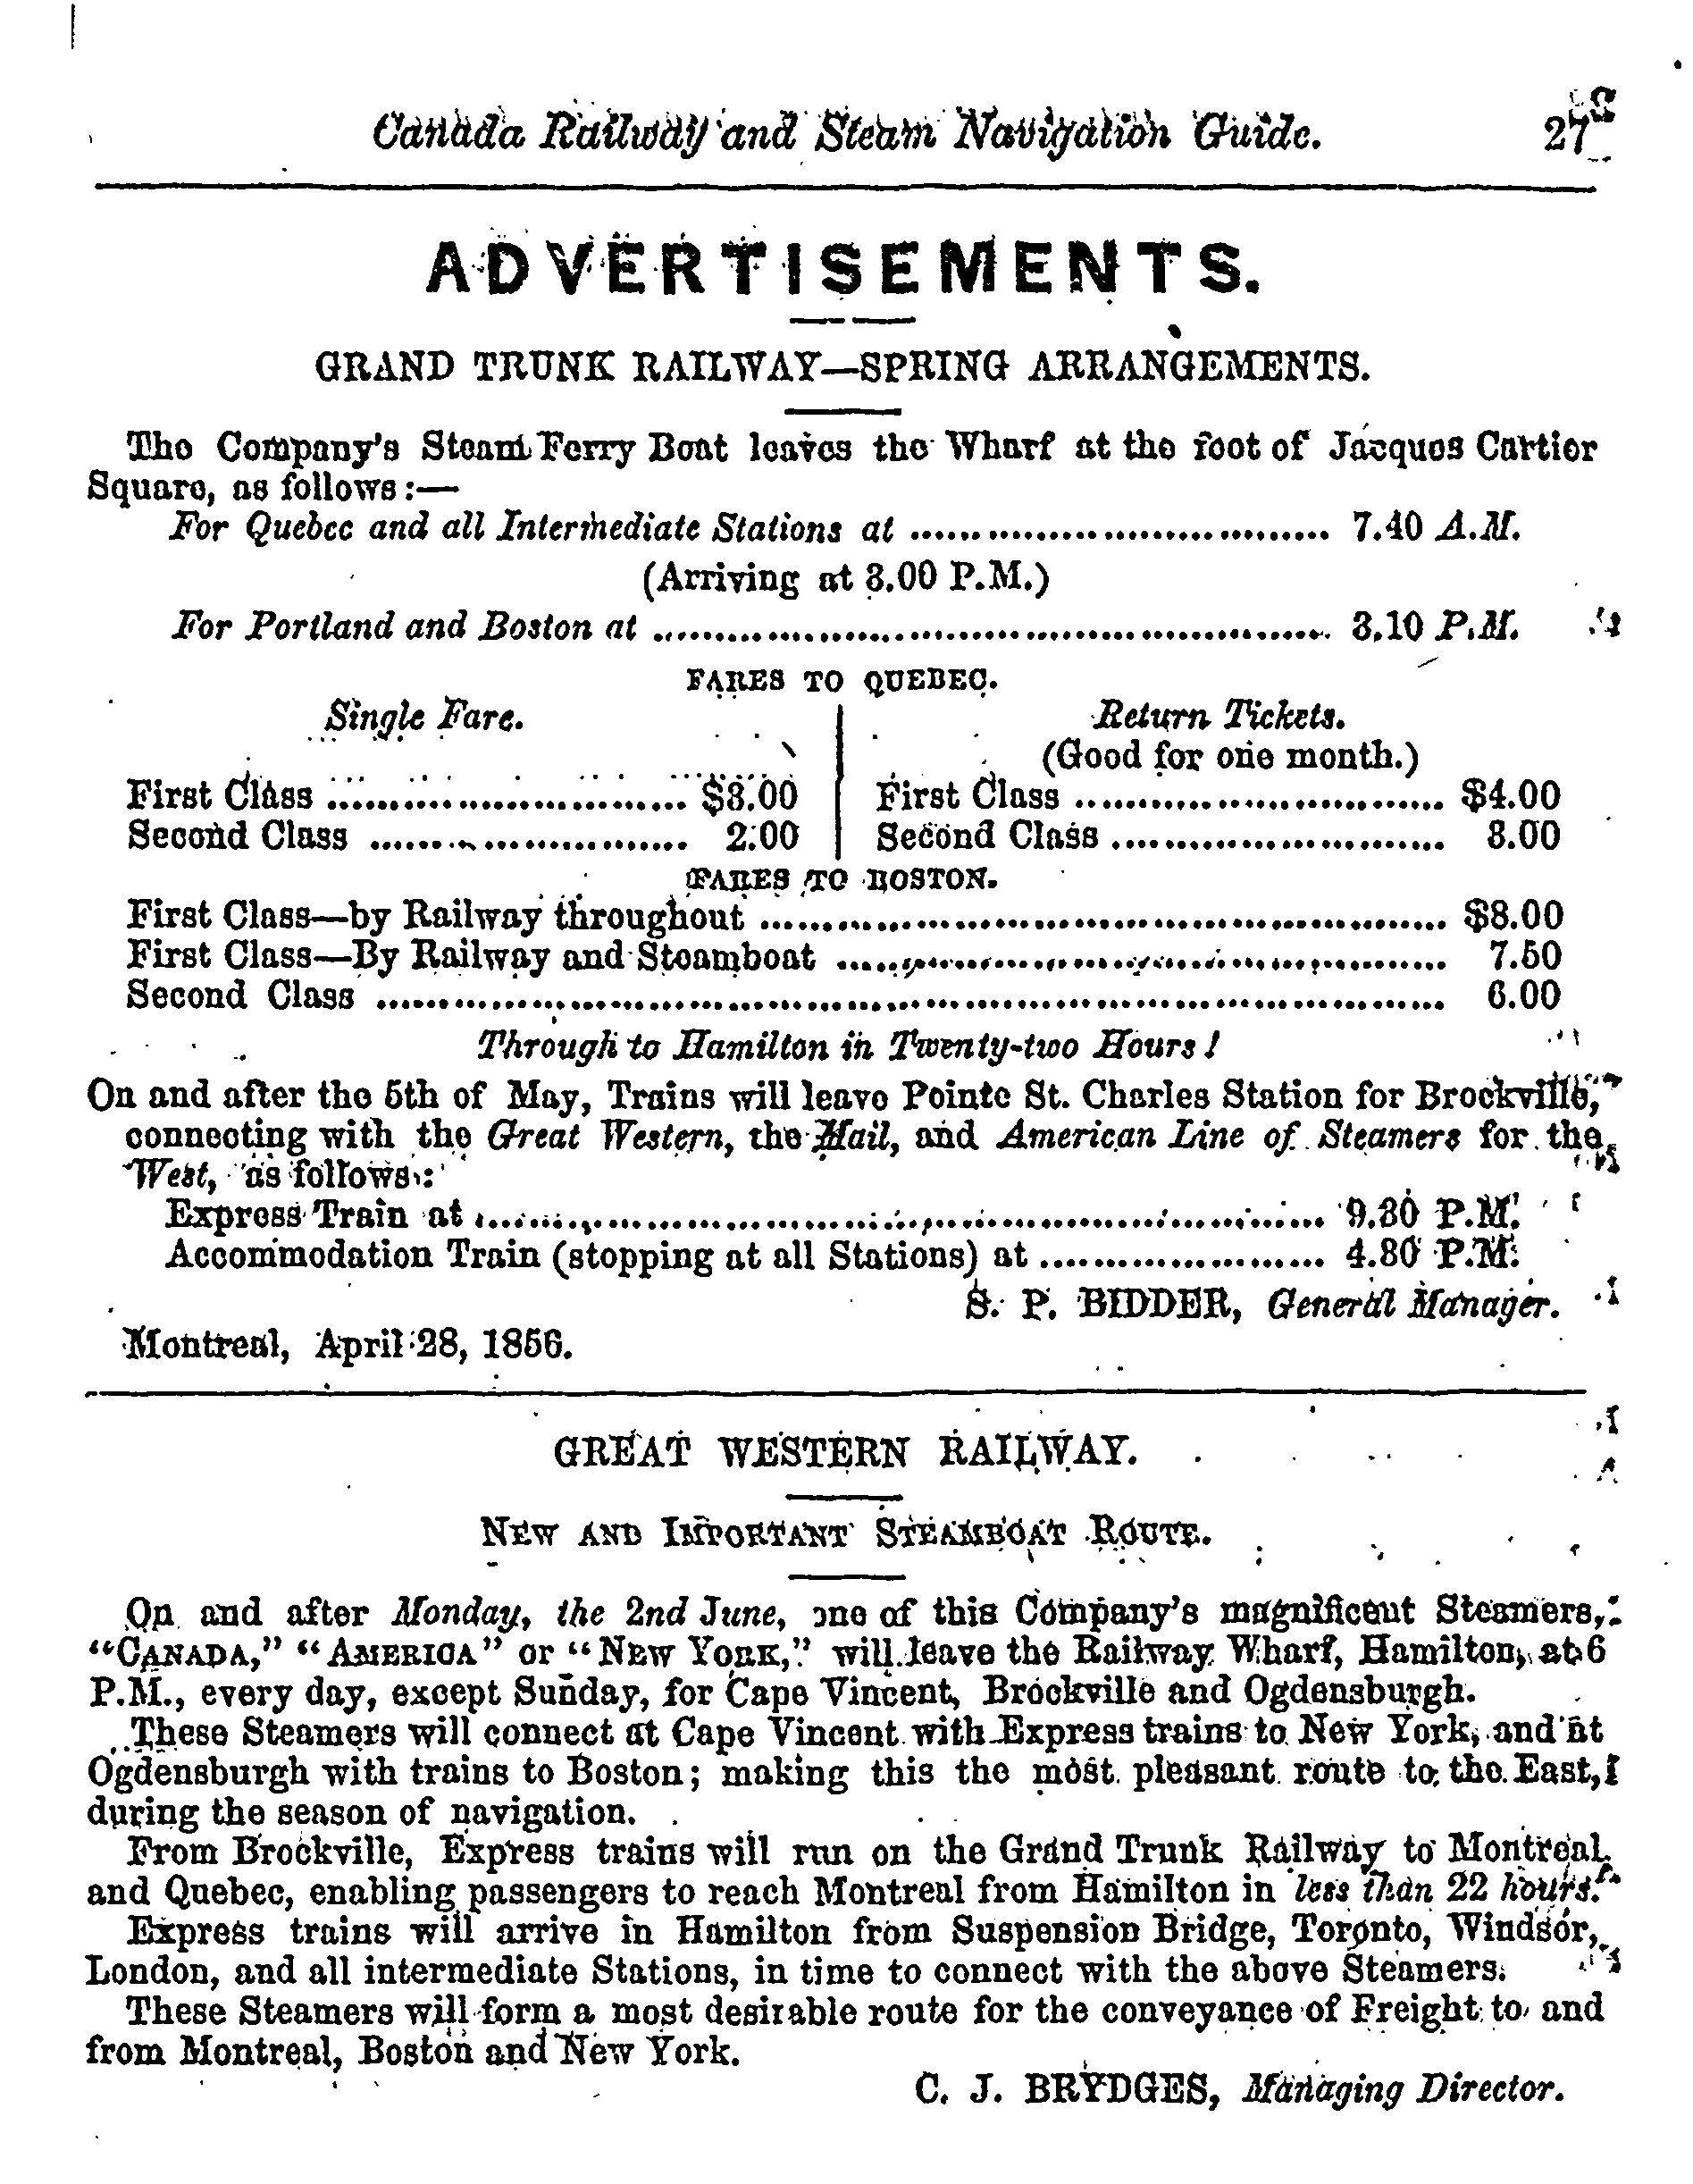 Canada Railway and Steam Navigation Guide. 27
ADVERTISEMENTS.
GRAND TRUNK RAILWAY—SPRING ARRANGEMENTS.
The Company's Steam Ferry Boat leaves the Wharf at the foot of Jacques Cartier
Square, as follows:—
For Quebec and all Intermediate Stations at ................................ 7.40 A.M.
(Arriving at 3.00 P.M.)
For Portland and Boston at .................................................... 3.10 P.M.
FARES TO QUEBEC.
Single Fare.
First Class ............................ $3.00
Second Class ........................ 2.00
Return Tickets.
(Good for one month.)
First Class ............................ $4.00
Second Class ......................... 3.00
FARES TO BOSTON.
First Class—by Railway throughout .................................................... $8.00
First Class—By Railway and Steamboat .............................................. 7.50
Second Class ................................................................................ 6.00
Through to Hamilton in Twenty-two Hours!
On and after the 5th of May, Trains will leave Pointe St. Charles Station for Brockville,
connecting with the Great Western, the Mail, and American Line of Steamers for the
West, as follows:
Express Train at ................................................................ 9.30 P.M.
Accommodation Train (stopping at all Stations) at ...................... 4.30 P.M.
S. P. BIDDER, General Manager.
Montreal, April 28, 1856.
GREAT WESTERN RAILWAY.
NEW AND IMPORTANT STEAMBOAT ROUTE.
On and after Monday, the 2nd June, one of this Company's magnificent Steamers,
"CANADA," "AMERICA" or "NEW YORK," will leave the Railway Wharf, Hamilton, at 6
P.M., every day, except Sunday, for Cape Vincent, Brockville and Ogdensburgh.
These Steamers will connect at Cape Vincent with Express trains to New York, and at
Ogdensburgh with trains to Boston; making this the most pleasant route to the East,
during the season of navigation.
From Brockville, Express trains will run on the Grand Trunk Railway to Montreal
and Quebec, enabling passengers to reach Montreal from Hamilton in less than 22 hours.
Express trains will arrive in Hamilton from Suspension Bridge, Toronto, Windsor,
London, and all intermediate Stations, in time to connect with the above Steamers.
These Steamers will form a most desirable route for the conveyance of Freight to and
from Montreal, Boston and New York.
C. J. BRYDGES, Managing Director.